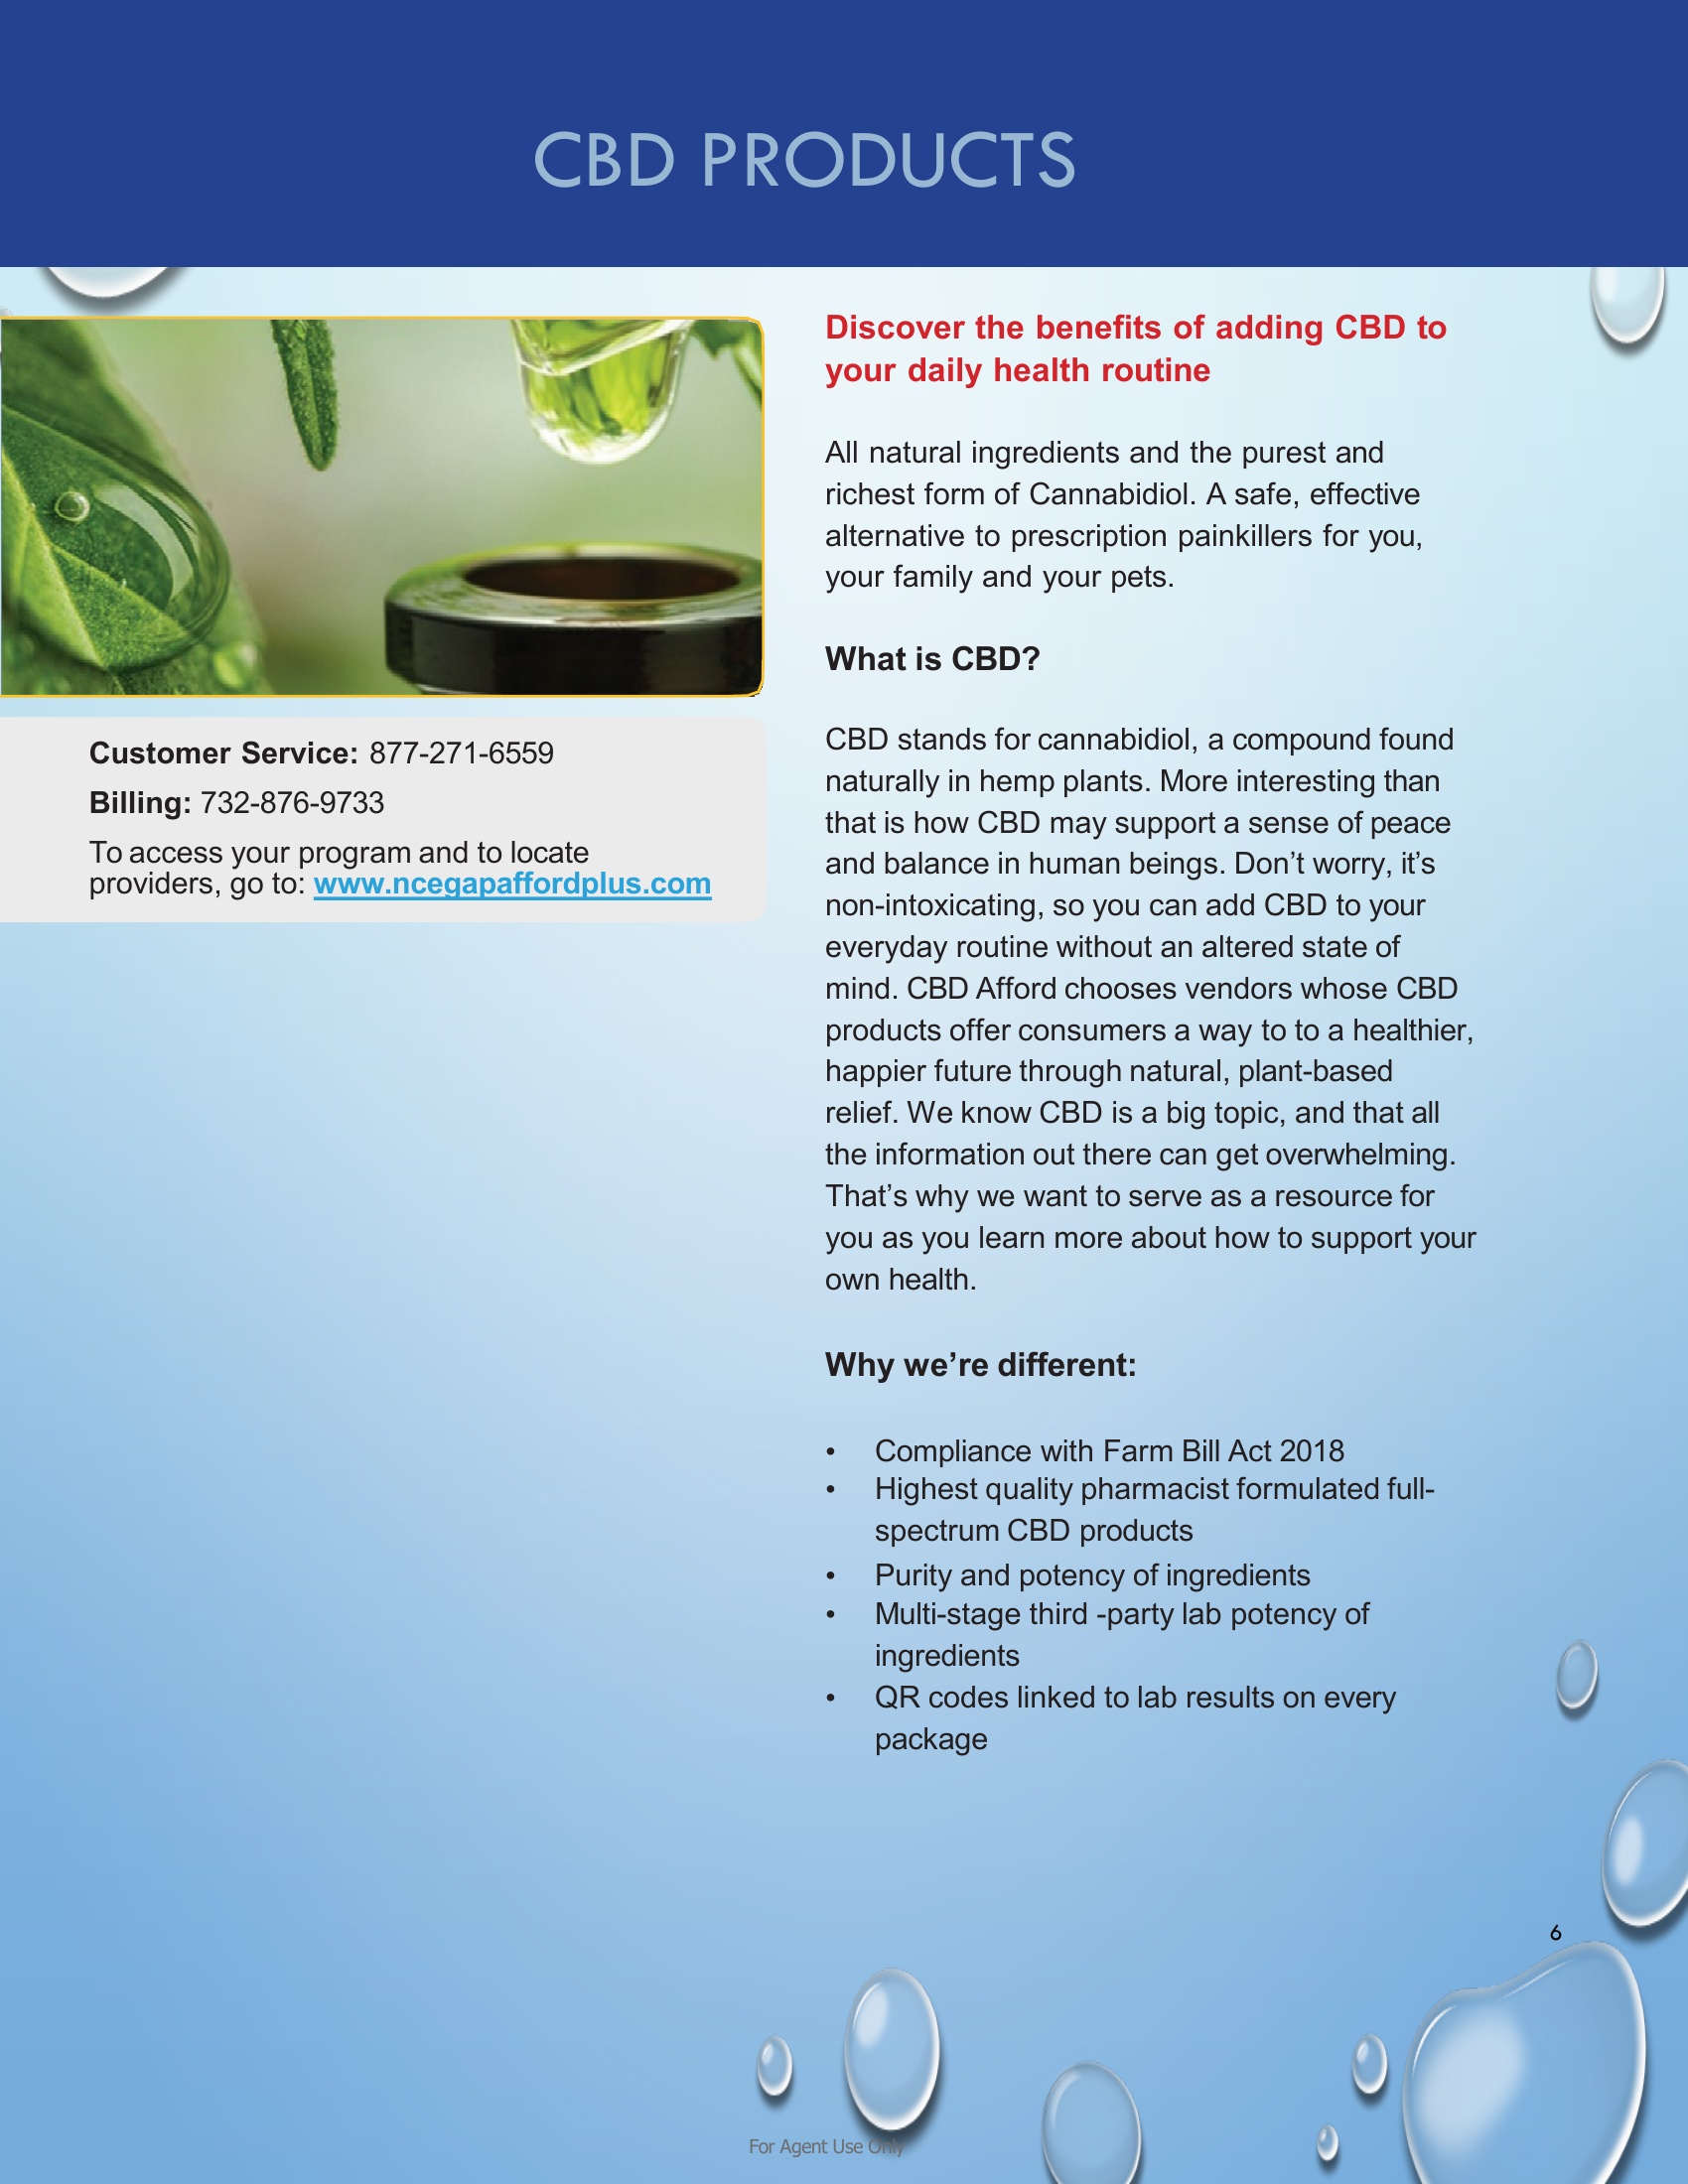 CBD PRODUCTS
Customer Service: 877-271-6559
Billing: 732-876-9733
To access your program and to locate
providers, go to: www.ncegapaffordplus.com
Discover the benefits of adding CBD to
your daily health routine
All natural ingredients and the purest and
richest form of Cannabidiol. A safe, effective
alternative to prescription painkillers for you,
your family and your pets.
What is CBD?
CBD stands for cannabidiol, a compound found
naturally in hemp plants. More interesting than
that is how CBD may support a sense of peace
and balance in human beings. Don’t worry, it’s
non-intoxicating, so you can add CBD to your
everyday routine without an altered state of
mind. CBD Afford chooses vendors whose CBD
products offer consumers a way to to a healthier,
happier future through natural, plant-based
relief. We know CBD is a big topic, and that all
the information out there can get overwhelming.
That’s why we want to serve as a resource for
you as you learn more about how to support your
own health.
Why we’re different:
• Compliance with Farm Bill Act 2018
• Highest quality pharmacist formulated full-
spectrum CBD products
• Purity and potency of ingredients
• Multi-stage third -party lab potency of
ingredients
• QR codes linked to lab results on every
package
6
For Agent Use Only